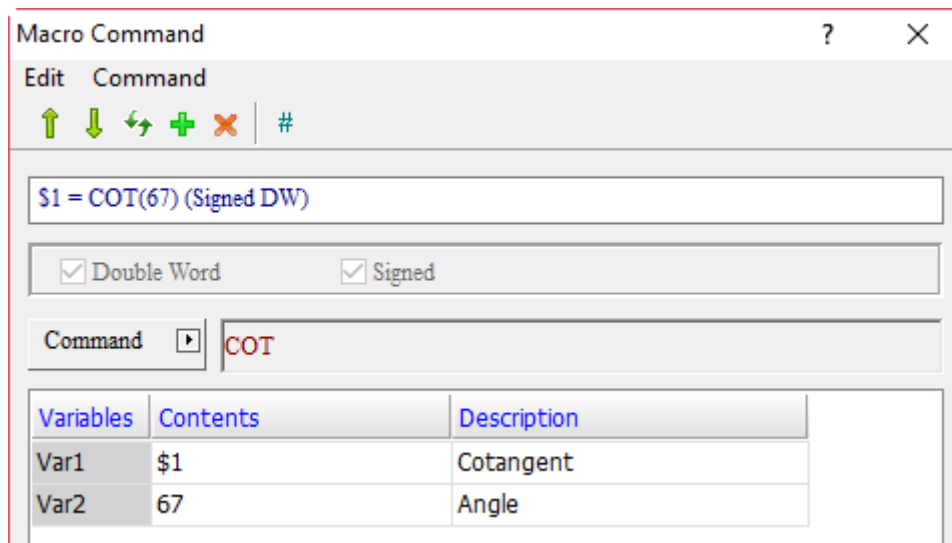 Macro Command ?
Edit Command
#
$1 = COT(67) (Signed DW)
Double Word Signed
Command COT
Variables Contents Description
Var1 $1 Cotangent
Var2 67 Angle